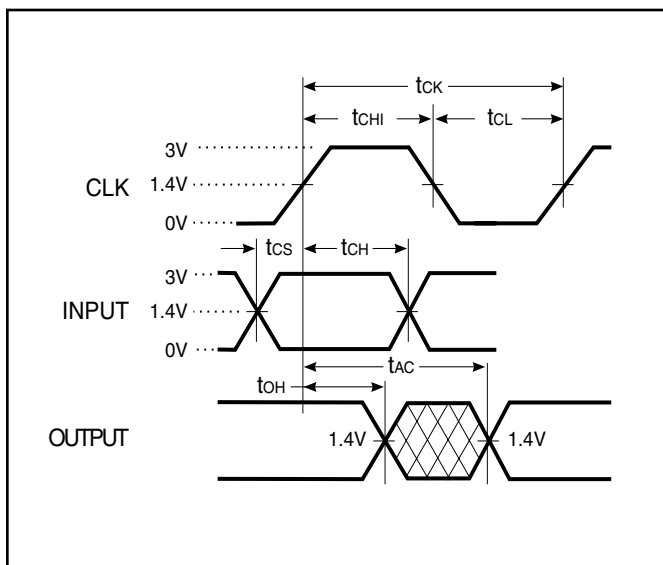 tCK
tCHI tCL
3V
CLK 1.4V
0V
tCS tCH
3V
INPUT 1.4V
0V
tAC
tOH
OUTPUT 1.4V 1.4V